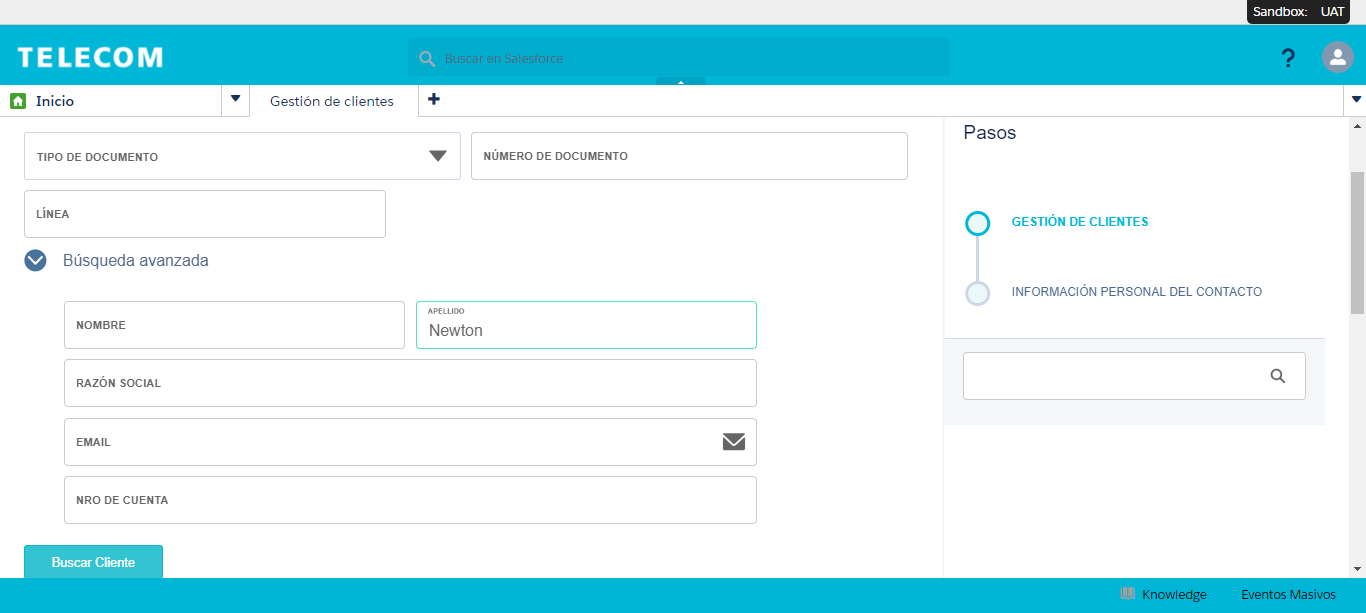 Sandbox: UAT
TELECOM
Buscar en Salesforce
?
Inicio
Gestión de clientes
+
TIPO DE DOCUMENTO
NÚMERO DE DOCUMENTO
LÍNEA
Búsqueda avanzada
NOMBRE
APELLIDO
Newton
RAZÓN SOCIAL
EMAIL
NRO DE CUENTA
Buscar Cliente
Pasos
GESTIÓN DE CLIENTES
INFORMACIÓN PERSONAL DEL CONTACTO
Knowledge
Eventos Masivos